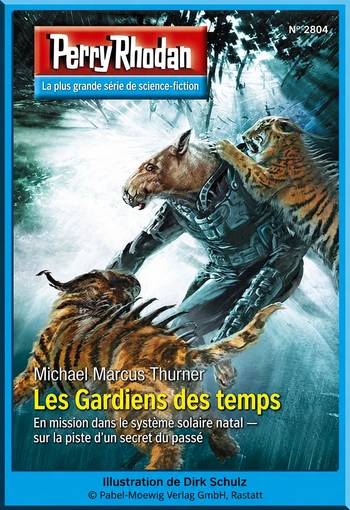 N° 2804
Perry Rhodan
La plus grande série de science-fiction
Michael Marcus Thurner
Les Gardiens des temps
En mission dans le système solaire natal —
sur la piste d'un secret du passé
Illustration de Dirk Schulz
© Pabel-Moewig Verlag GmbH, Rastatt